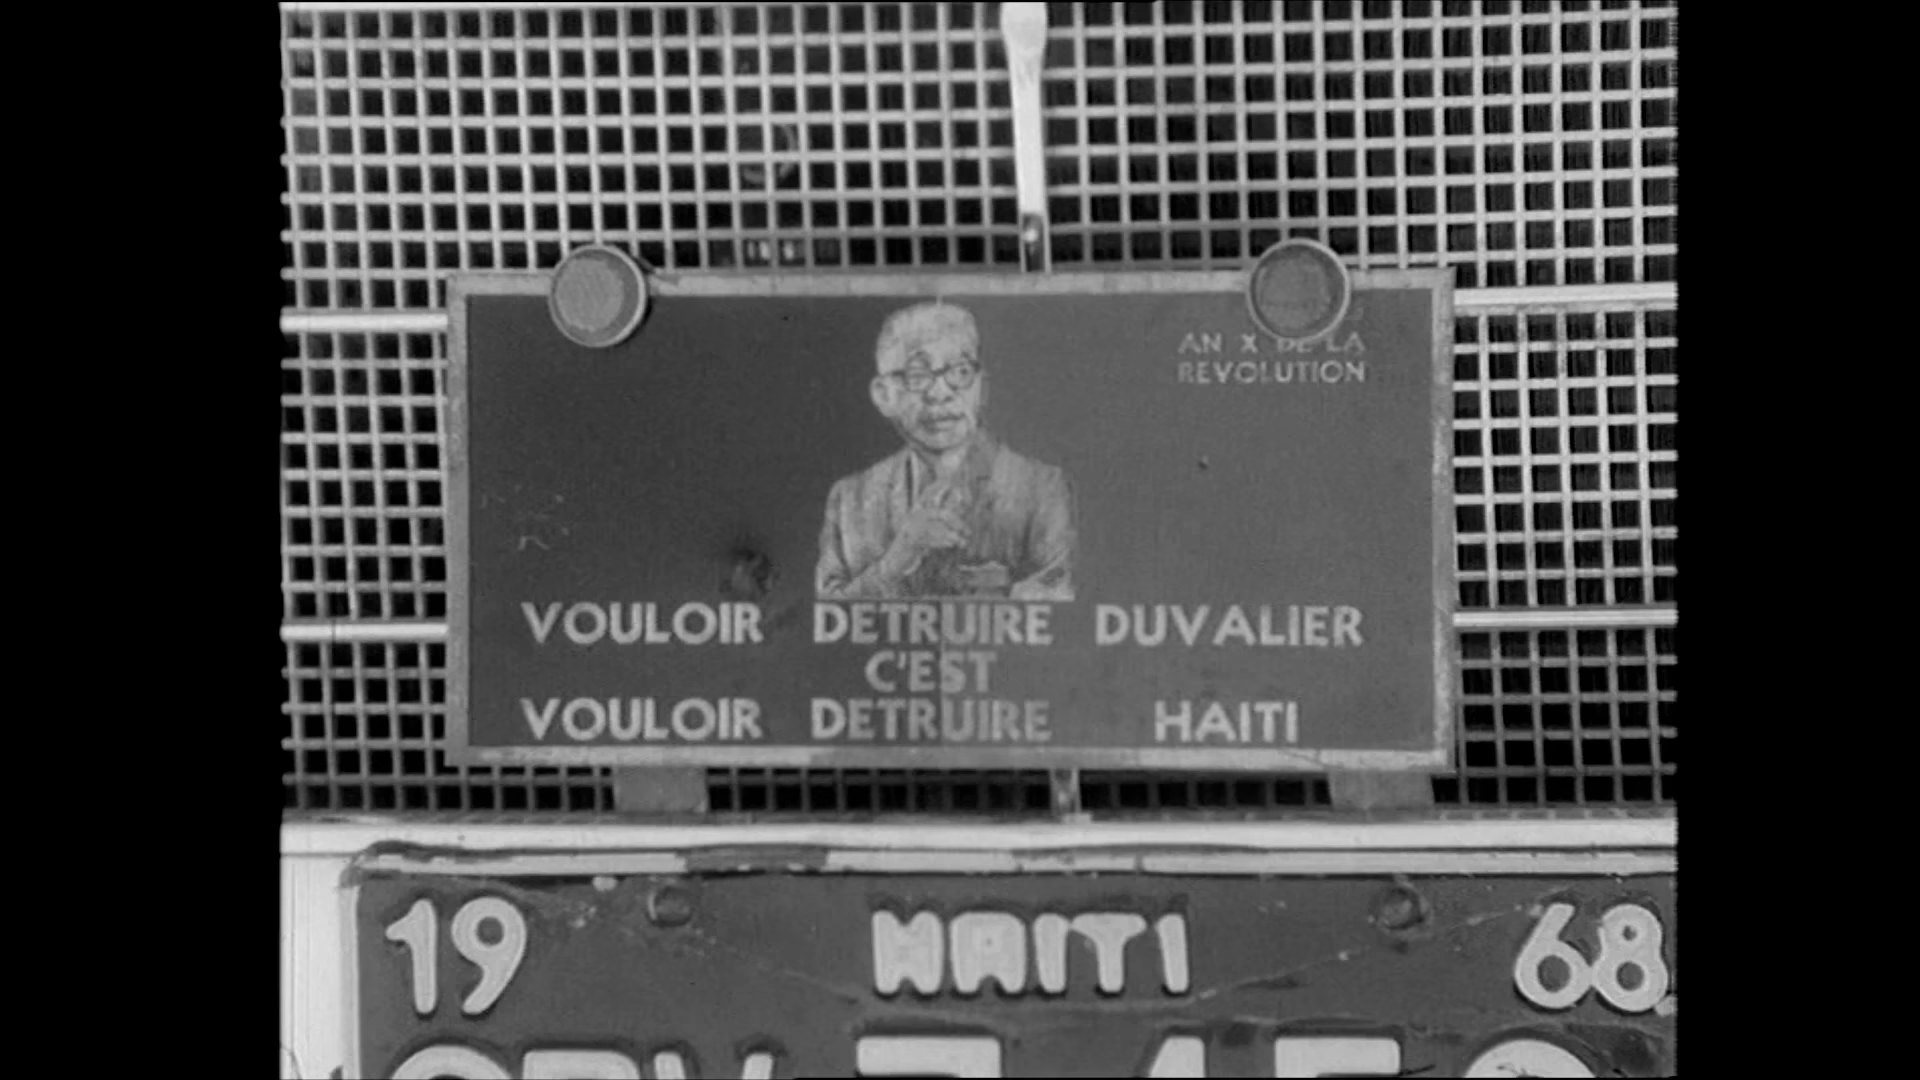 AN X DE LA
REVOLUTION
VOULOIR DETRUIRE DUVALIER
C'EST
VOULOIR DETRUIRE HAITI
19 HAITI 68